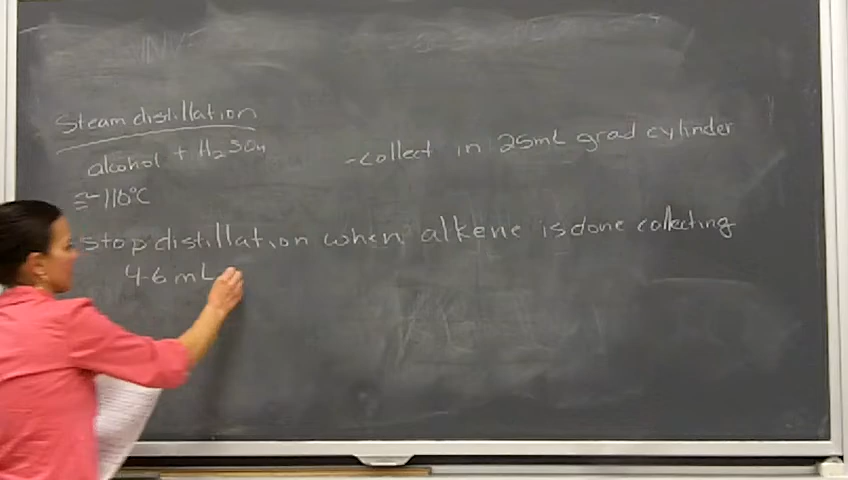 Steam distillation
alcohol + H₂SO₄
-collect in 25mL grad cylinder
≅ 110°C
stop distillation when alkene is done collecting
4-6 mL